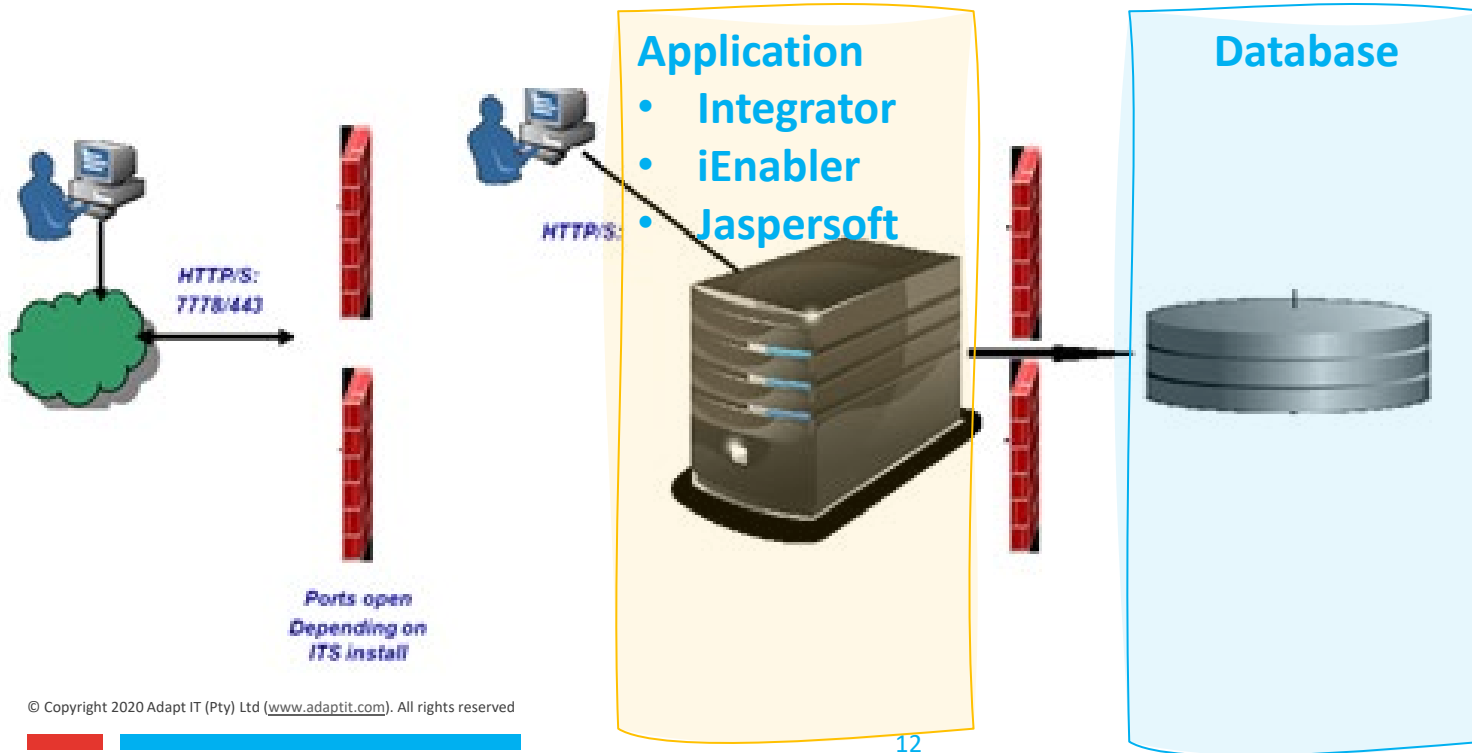 Application
• Integrator
• iEnabler
• Jaspersoft
Database
HTTP/S:
7778/443
HTTP/S:
Ports open
Depending on
ITS install
© Copyright 2020 Adapt IT (Pty) Ltd (www.adaptit.com). All rights reserved
12